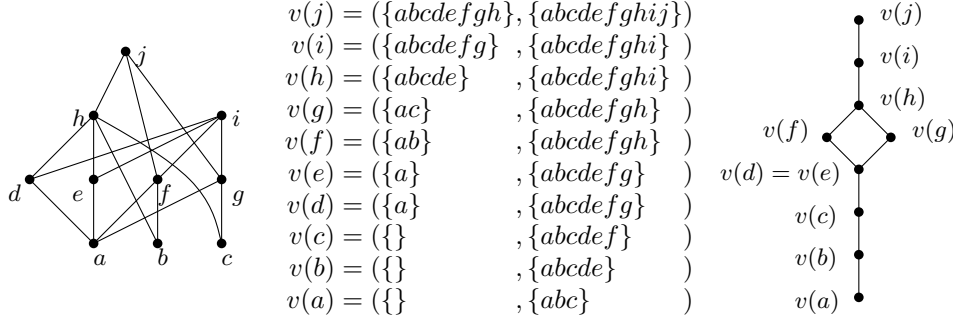 j
h
i
d
e
f
g
a
b
c
v(j) = ({abcdefgh}, {abcdefghij})
v(i) = ({abcdefg} , {abcdefghi} )
v(h) = ({abcde} , {abcdefghi} )
v(g) = ({ac} , {abcdefgh} )
v(f) = ({ab} , {abcdefgh} )
v(e) = ({a} , {abcdefg} )
v(d) = ({a} , {abcdefg} )
v(c) = ({} , {abcdef} )
v(b) = ({} , {abcde} )
v(a) = ({} , {abc} )
v(j)
v(i)
v(h)
v(f)
v(g)
v(d) = v(e)
v(c)
v(b)
v(a)